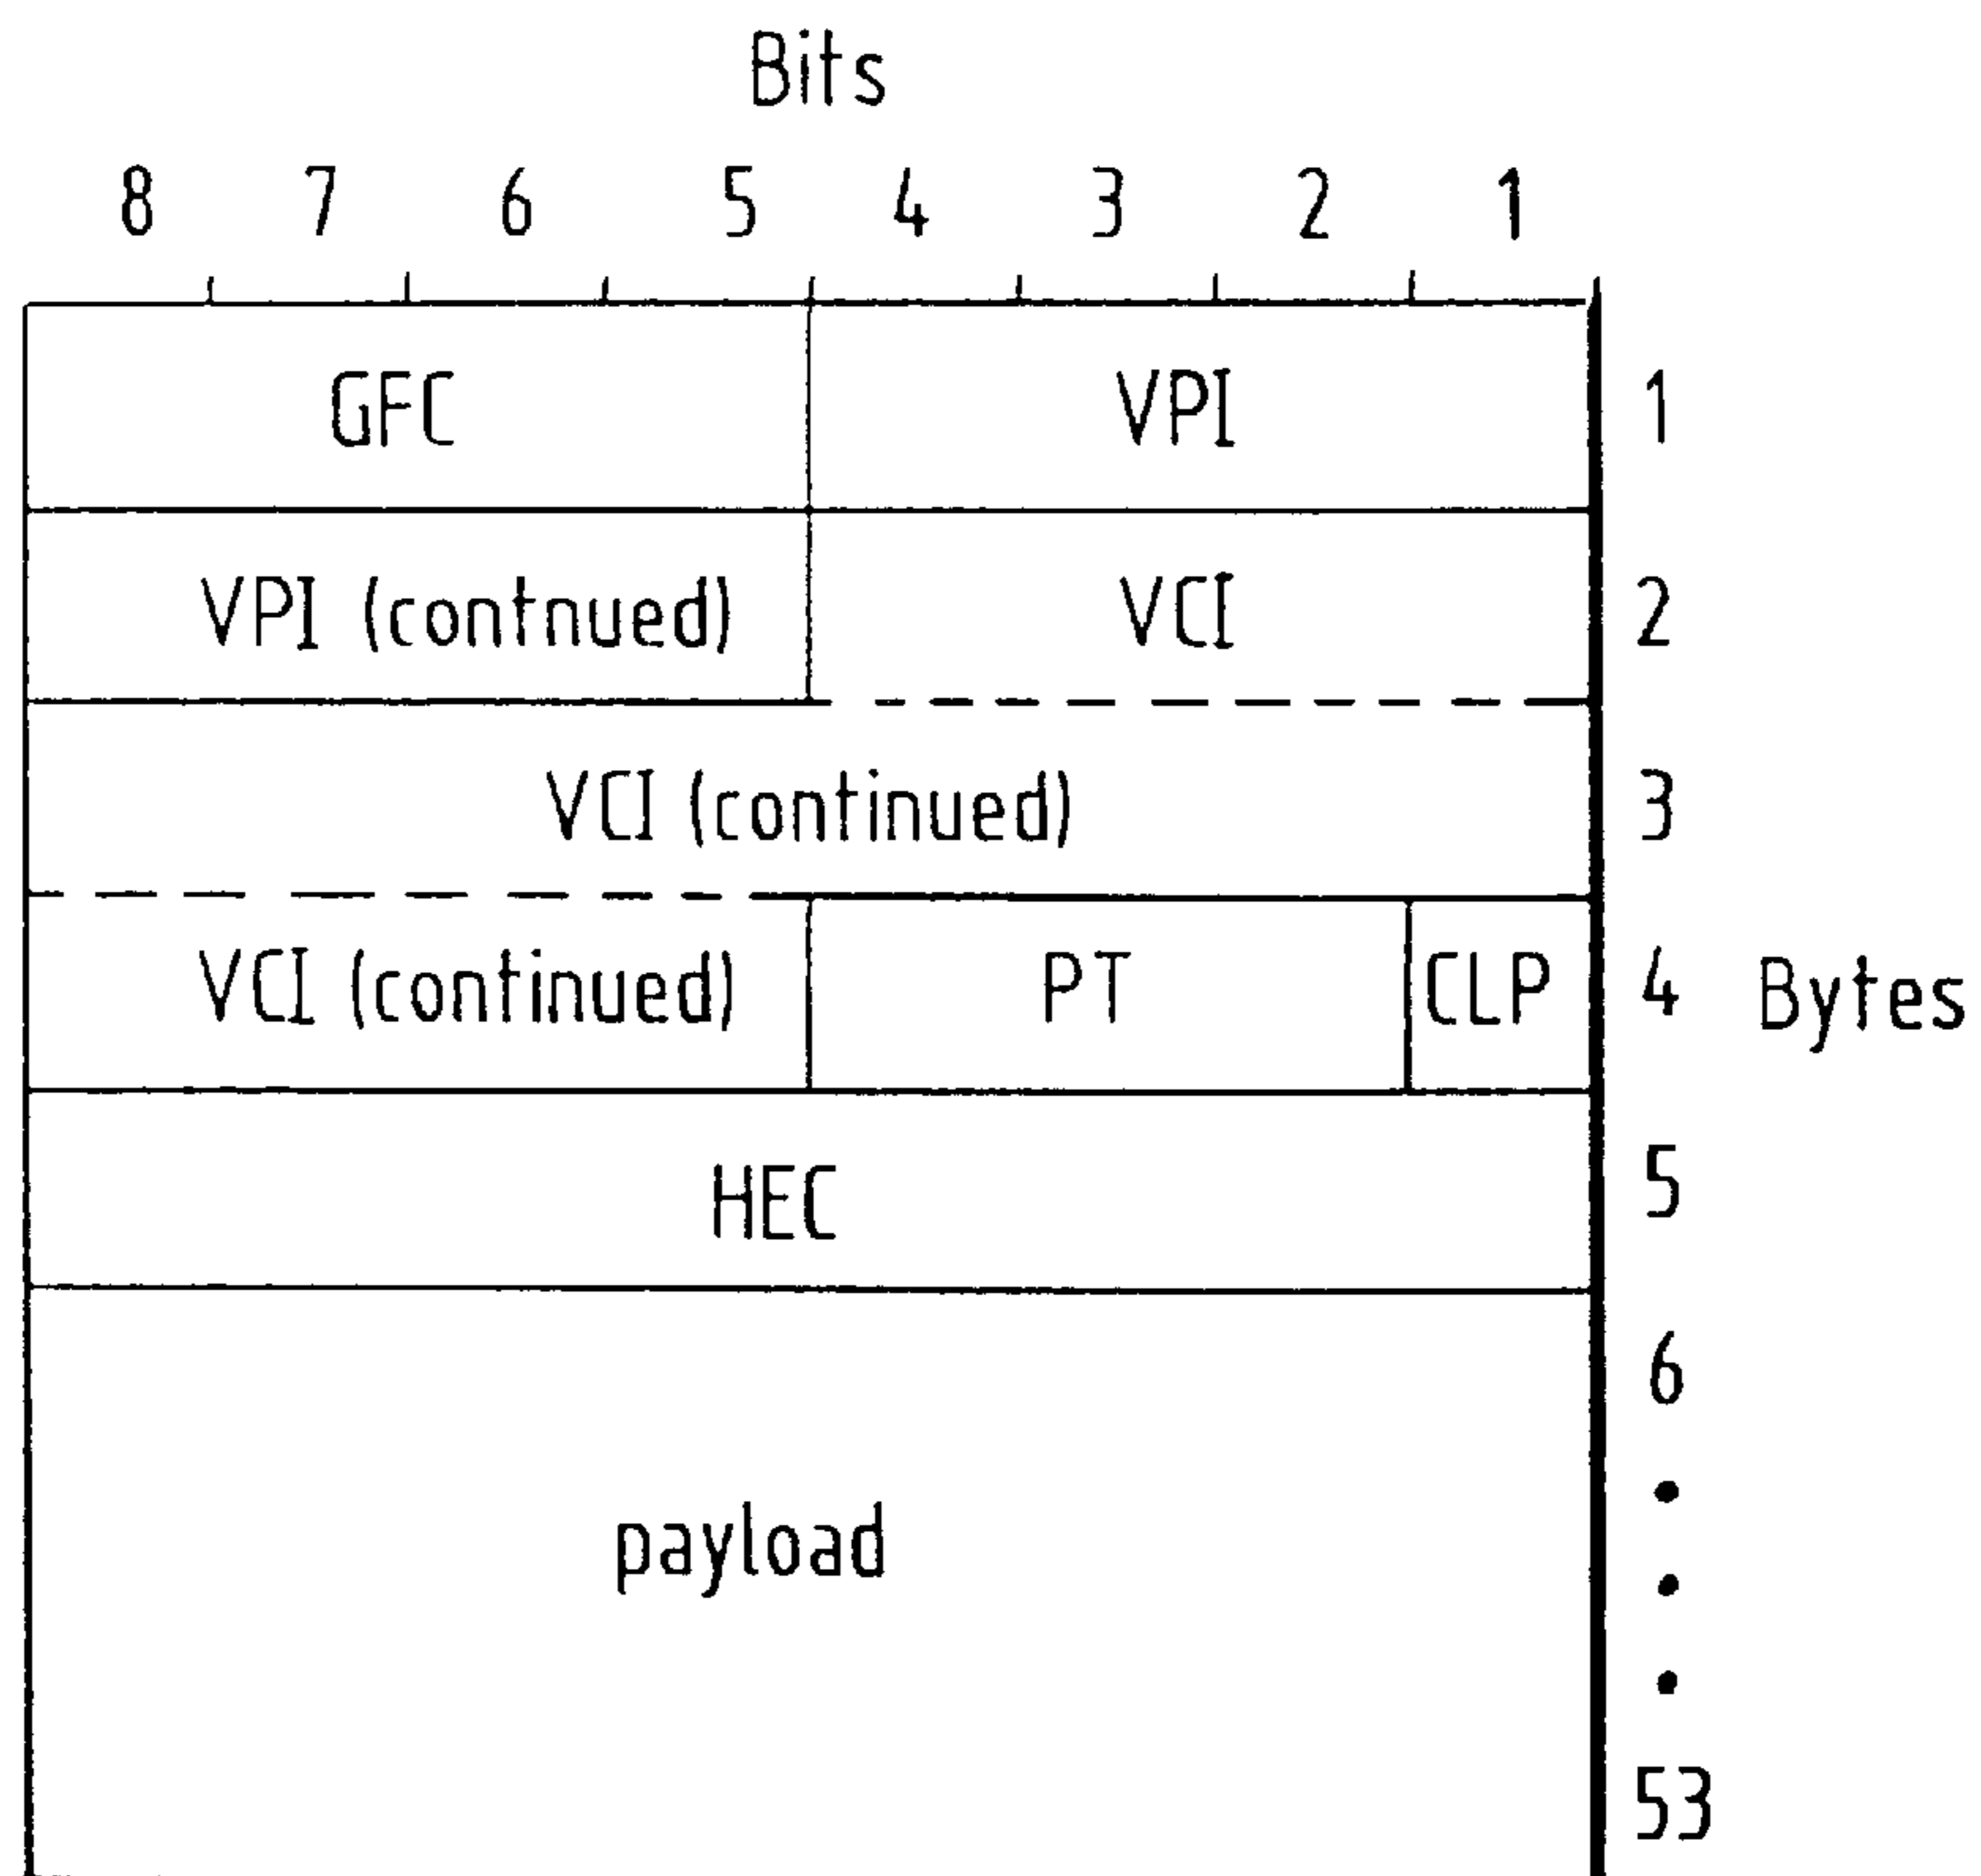 Bits
8 7 6 5 4 3 2 1
GFC VPI 1
VPI (contnued) VCI 2
VCI (continued) 3
VCI (continued) PT CLP 4 Bytes
HEC 5
6
payload
53